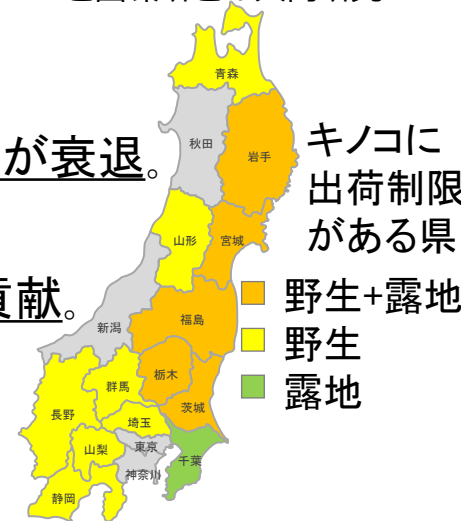 青森
秋田
岩手
が衰退。
キノコに
出荷制限
がある県
山形
宮城
貢献。
野生+露地
新潟
福島
野生
栃木
群馬
露地
長野
茨城
埼玉
山梨
東京
千葉
神奈川
静岡